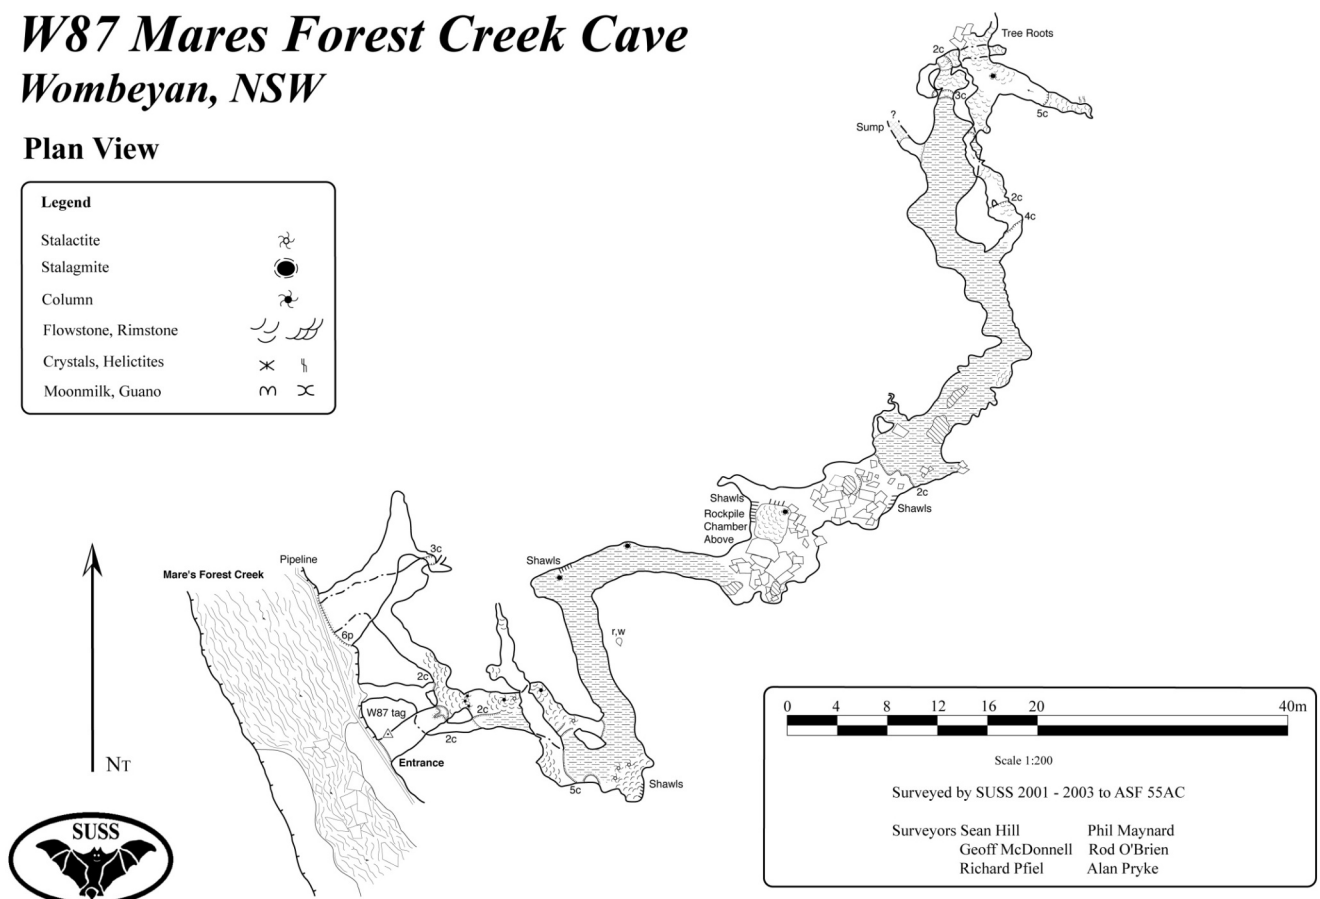 W87 Mares Forest Creek Cave
Wombeyan, NSW
Plan View
Legend
Stalactite
Stalagmite
Column
Flowstone, Rimstone
Crystals, Helictites
Moonmilk, Guano
Tree Roots
2c
3c
5c
?
Sump
2c
4c
2c
Shawls
Shawls
Rockpile
Chamber
Above
Shawls
3c
Pipeline
Mare's Forest Creek
r,w
6p
2c
W87 tag
2c
2c
Entrance
5c
Shawls
NT
SUSS
0 4 8 12 16 20 40m
Scale 1:200
Surveyed by SUSS 2001 - 2003 to ASF 55AC
Surveyors Sean Hill Phil Maynard
Geoff McDonnell Rod O'Brien
Richard Pfiel Alan Pryke